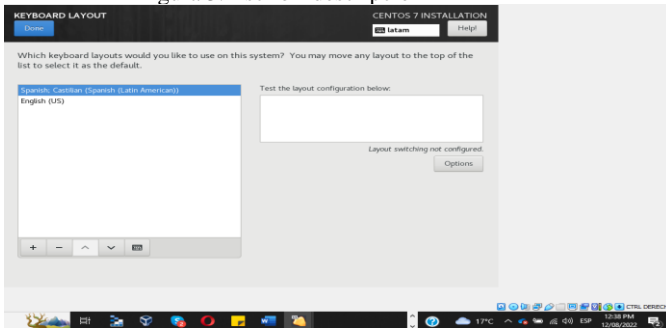 KEYBOARD LAYOUT
CENTOS 7 INSTALLATION
Done
latam
Help!
Which keyboard layouts would you like to use on this system? You may move any layout to the top of the
list to select it as the default.
Spanish; Castilian (Spanish (Latin American))
English (US)
Test the layout configuration below:
Layout switching not configured.
Options
CTRL DERECH
17°C
ESP
12:38 PM
12/08/2022